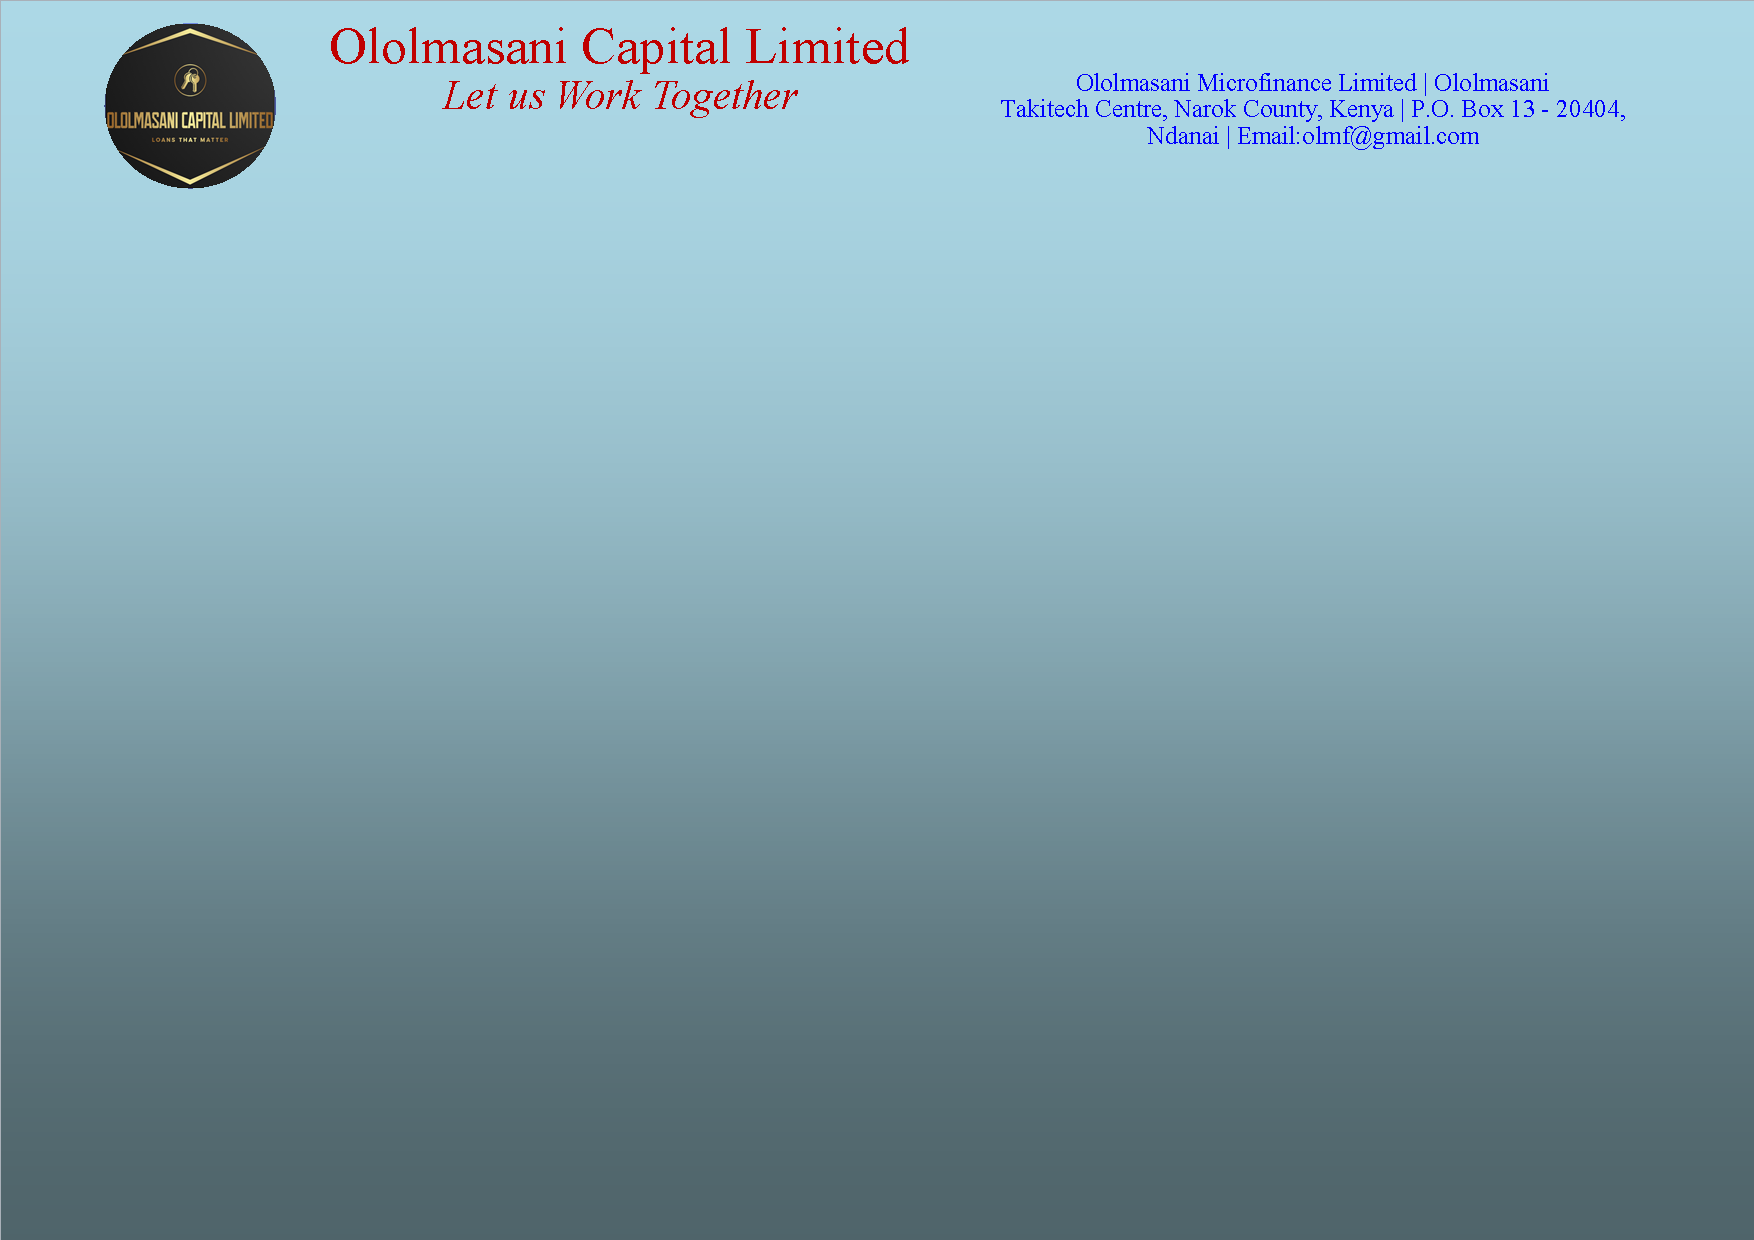 OLOLMASANI CAPITAL LIMITED
LOANS THAT MATTER
Ololmasani Capital Limited
Let us Work Together
Ololmasani Microfinance Limited | Ololmasani
Takitech Centre, Narok County, Kenya | P.O. Box 13 - 20404,
Ndanai | Email:olmf@gmail.com